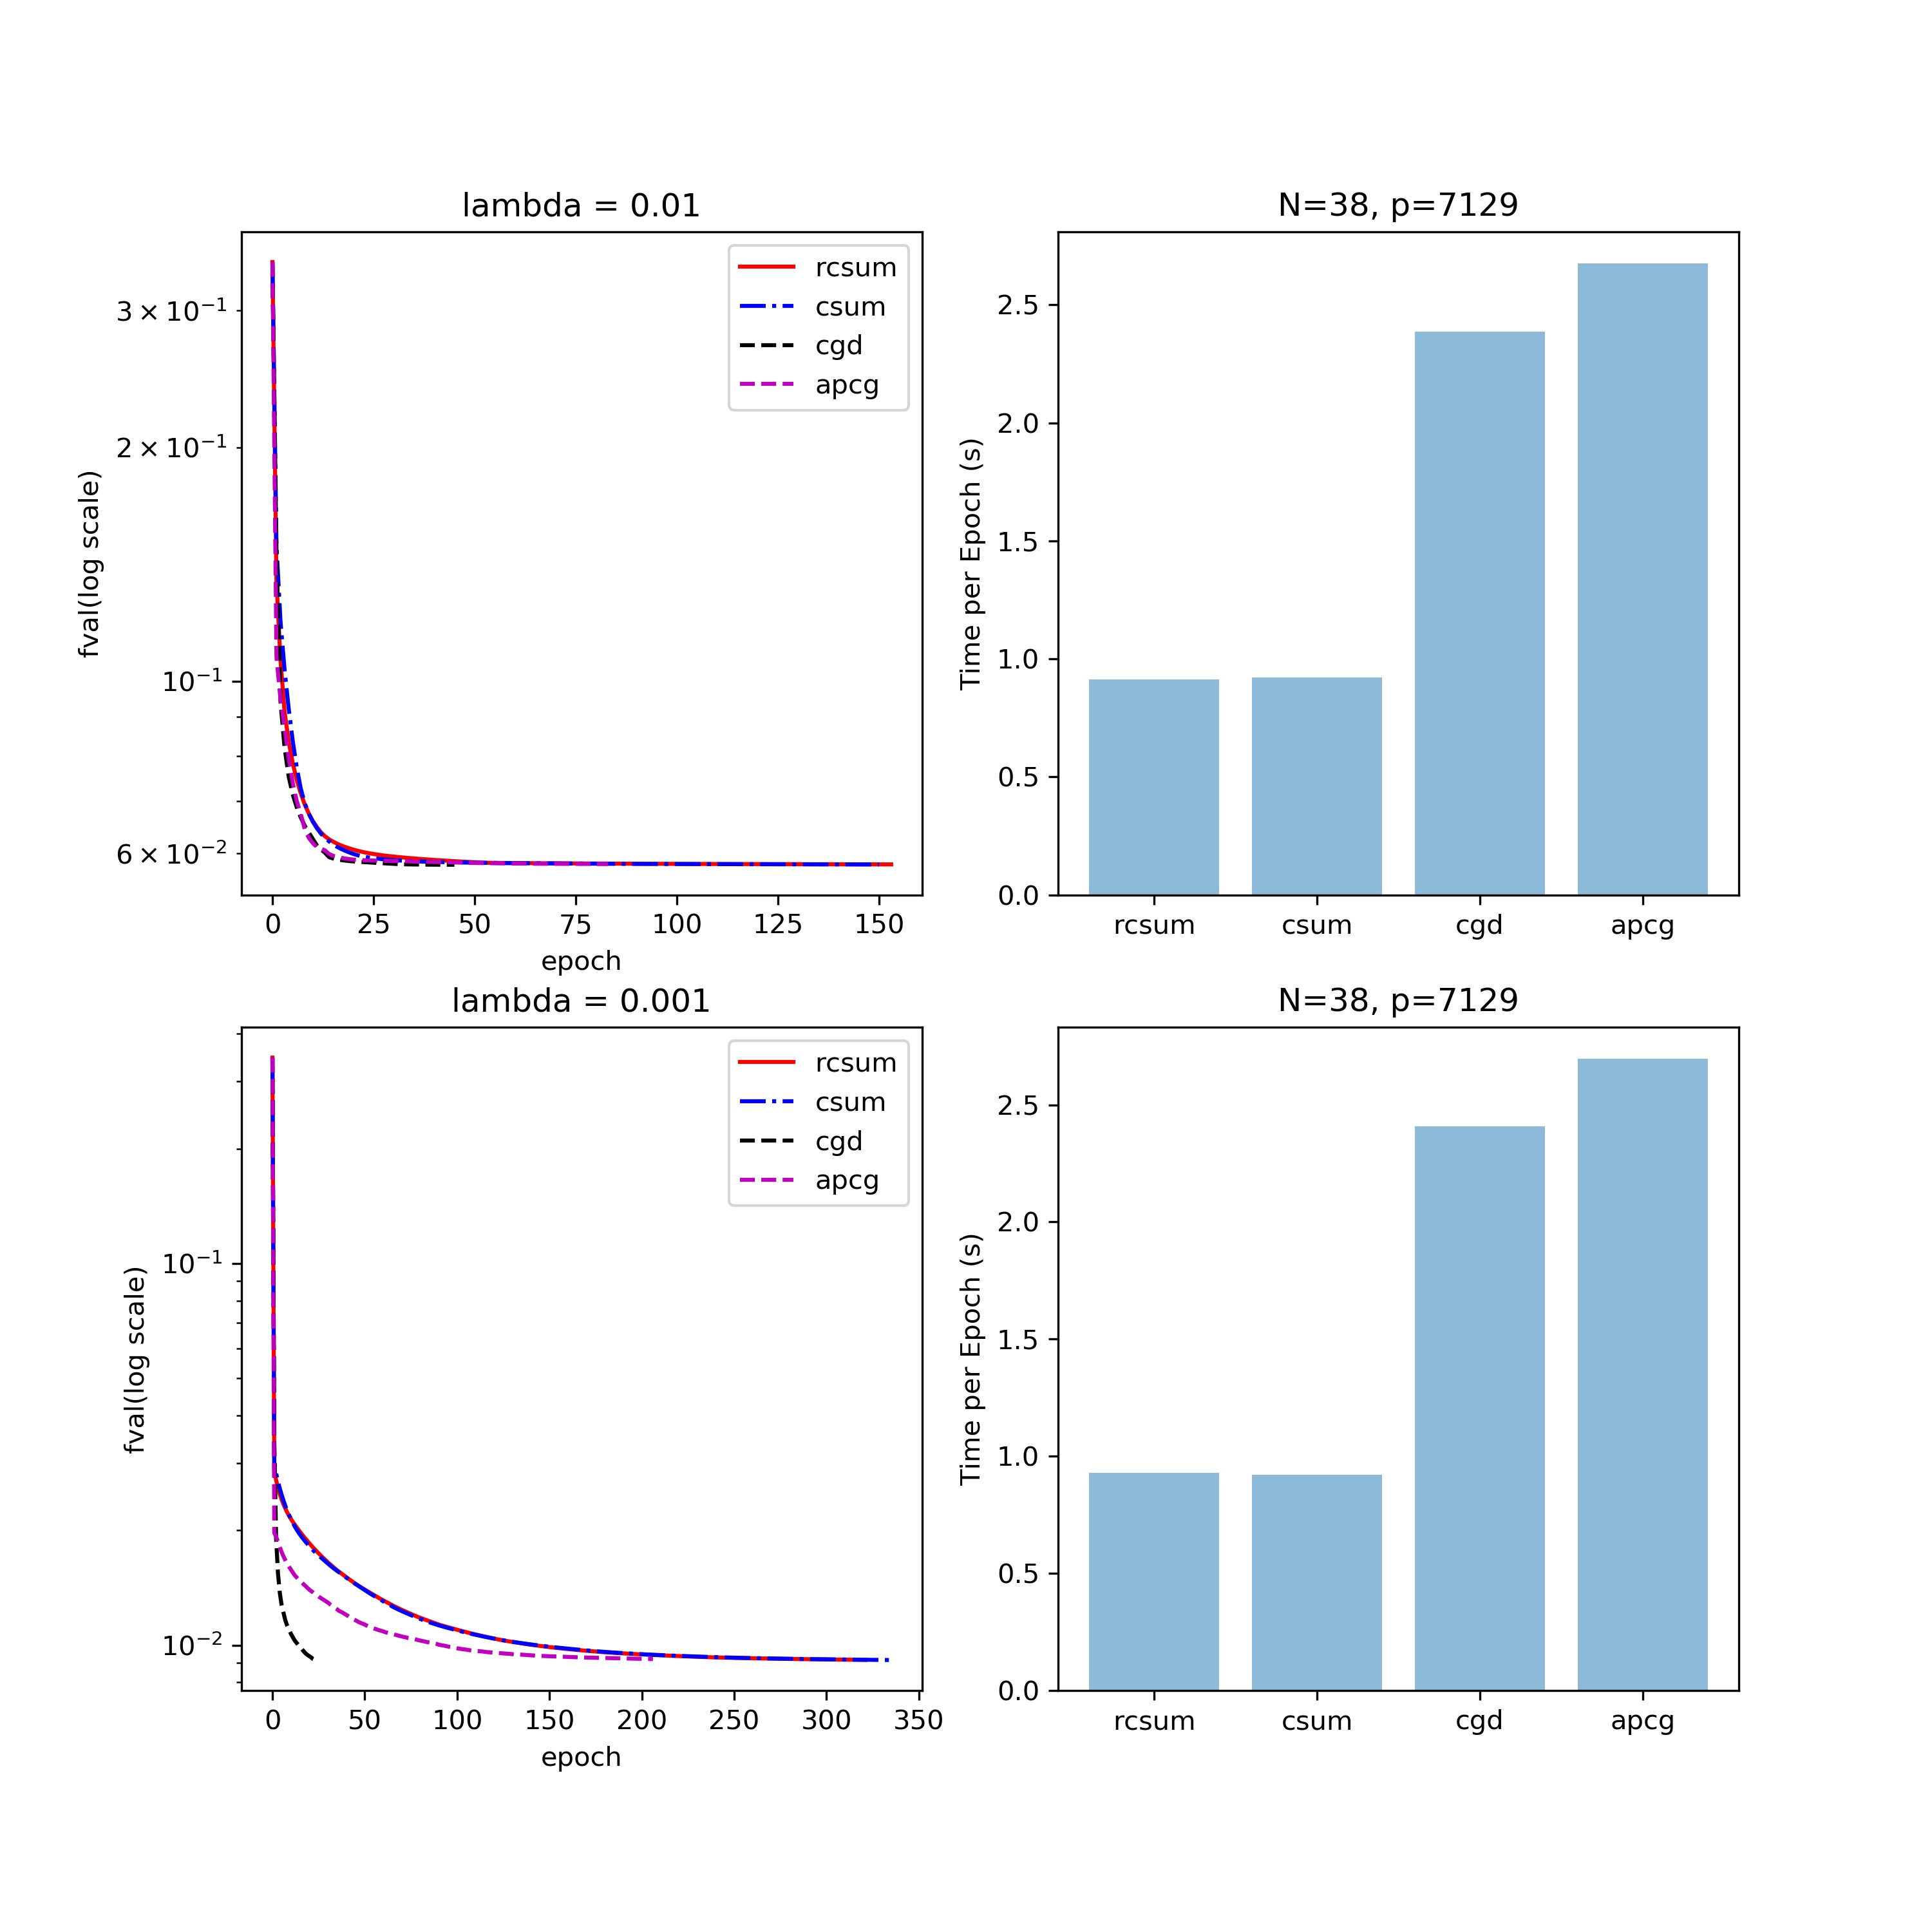 lambda = 0.01
fval(log scale)
3 × 10⁻¹
2 × 10⁻¹
10⁻¹
6 × 10⁻²
rcsum
csum
cgd
apcg
0 25 50 75 100 125 150
epoch
N=38, p=7129
Time per Epoch (s)
2.5
2.0
1.5
1.0
0.5
0.0
rcsum csum cgd apcg
lambda = 0.001
fval(log scale)
10⁻¹
10⁻²
rcsum
csum
cgd
apcg
0 50 100 150 200 250 300 350
epoch
N=38, p=7129
Time per Epoch (s)
2.5
2.0
1.5
1.0
0.5
0.0
rcsum csum cgd apcg